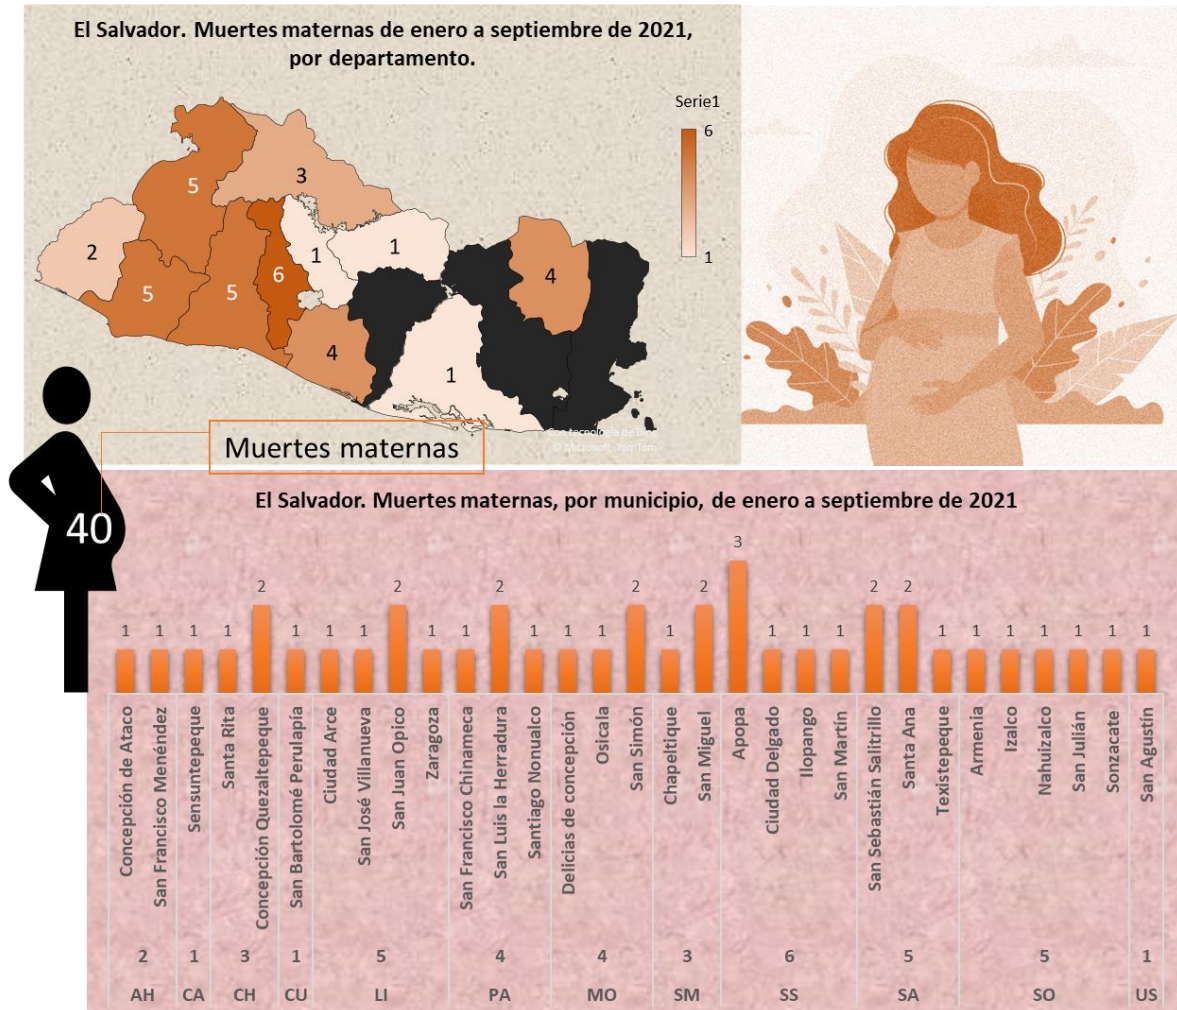 El Salvador. Muertes maternas de enero a septiembre de 2021,
por departamento.
Serie1
6
1
5
3
2
1
1
5
5
6
4
4
1
Con tecnología de Bing
© Microsoft, TomTom
Muertes maternas
40
El Salvador. Muertes maternas, por municipio, de enero a septiembre de 2021
1 1 1 1 2 1 1 1 2 1 1 2 1 1 1 2 1 2 3 1 1 1 2 2 1 1 1 1 1 1 1
Concepción de Ataco
San Francisco Menéndez
Sensuntepeque
Santa Rita
Concepción Quezaltepeque
San Bartolomé Perulapía
Ciudad Arce
San José Villanueva
San Juan Opico
Zaragoza
San Francisco Chinameca
San Luis la Herradura
Santiago Nonualco
Delicias de concepción
Osicala
San Simón
Chapeltique
San Miguel
Apopa
Ciudad Delgado
Ilopango
San Martín
San Sebastián Salitrillo
Santa Ana
Texistepeque
Armenia
Izalco
Nahuizalco
San Julián
Sonzacate
San Agustín
2 1 3 1 5 4 4 3 6 5 5 1
AH CA CH CU LI PA MO SM SS SA SO US